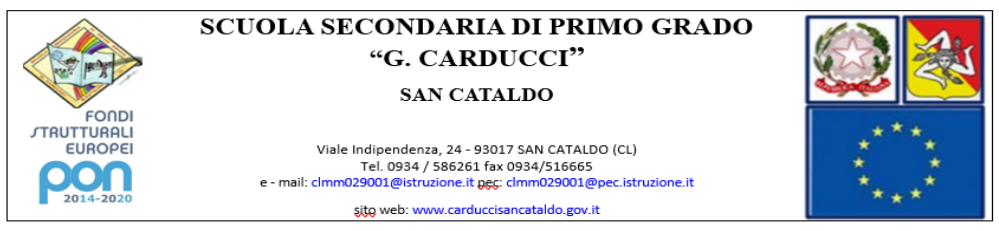 SCUOLA SECONDARIA DI PRIMO GRADO
“G. CARDUCCI”
SAN CATALDO
Viale Indipendenza, 24 - 93017 SAN CATALDO (CL)
Tel. 0934 / 586261 fax 0934/516665
e - mail: clmm029001@istruzione.it pec: clmm029001@pec.istruzione.it
sito web: www.carduccisancataldo.gov.it
FONDI
STRUTTURALI
EUROPEI
pon
2014-2020
REPUBBLICA ITALIANA